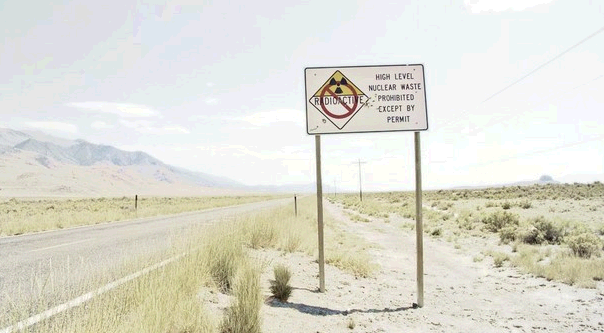 RADIOACTIVE
HIGH LEVEL
NUCLEAR WASTE
PROHIBITED
EXCEPT BY
PERMIT